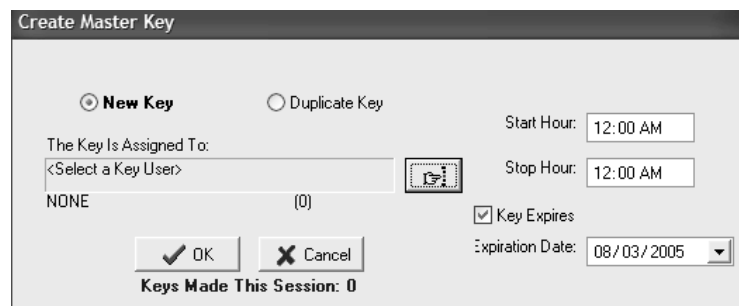 Create Master Key
New Key
Duplicate Key
The Key Is Assigned To:
<Select a Key User>
NONE (0)
Start Hour: 12:00 AM
Stop Hour: 12:00 AM
Key Expires
Expiration Date: 08/03/2005
OK
Cancel
Keys Made This Session: 0